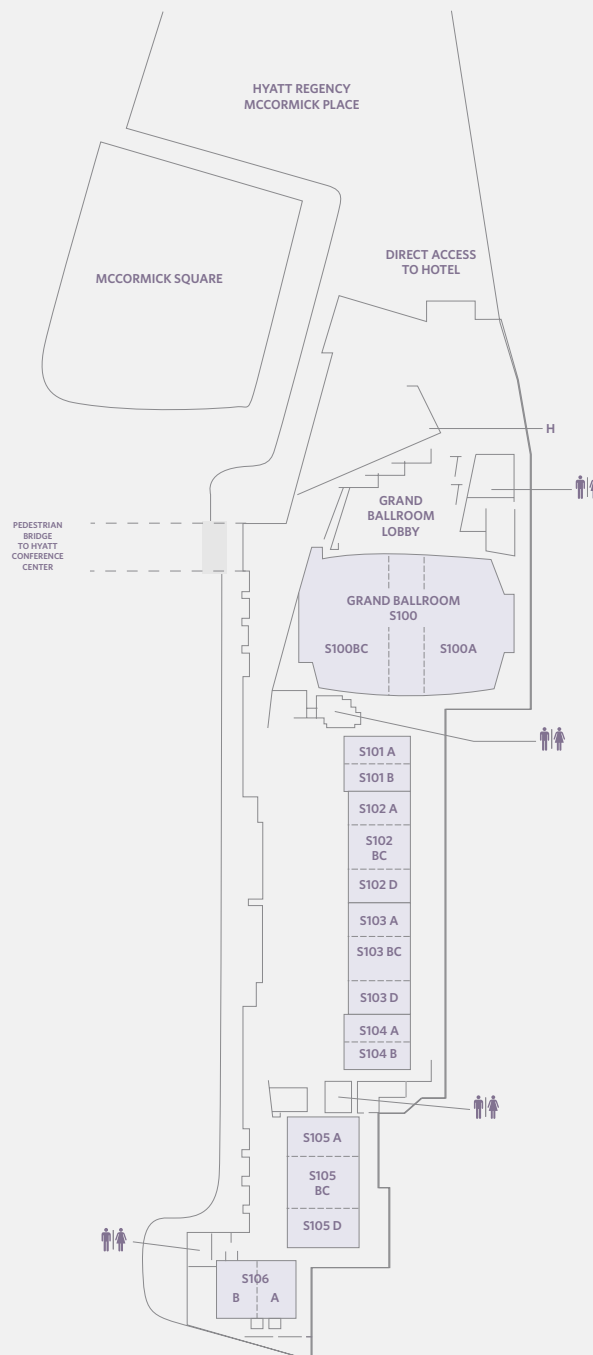 HYATT REGENCY
MCCORMICK PLACE
MCCORMICK SQUARE
DIRECT ACCESS
TO HOTEL
H
GRAND
BALLROOM
LOBBY
PEDESTRIAN
BRIDGE
TO HYATT
CONFERENCE
CENTER
GRAND BALLROOM
S100
S100BC
S100A
S101 A
S101 B
S102 A
S102
BC
S102 D
S103 A
S103 BC
S103 D
S104 A
S104 B
S105 A
S105
BC
S105 D
S106
B A